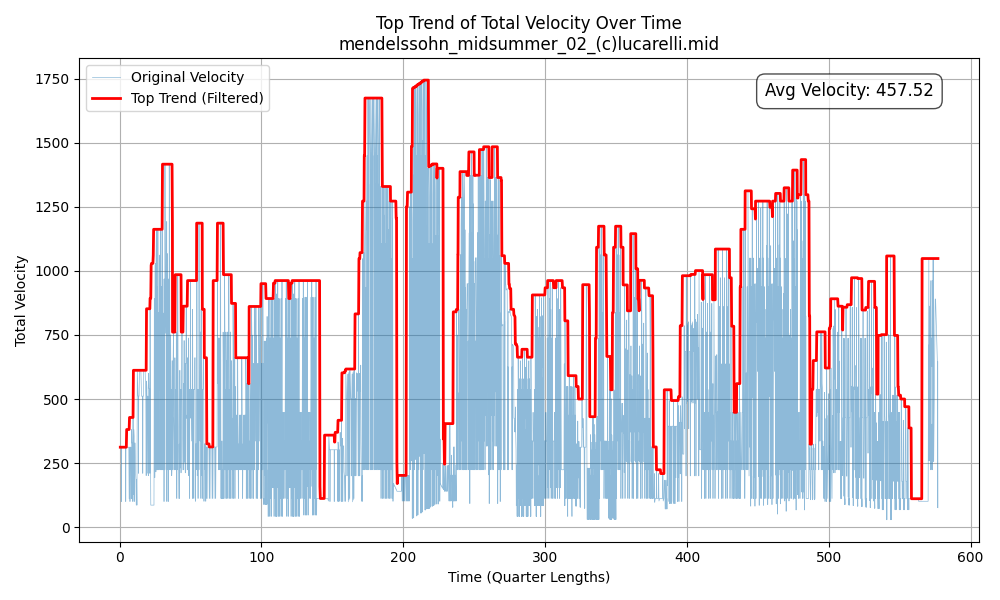 Top Trend of Total Velocity Over Time
mendelssohn_midsummer_02_(c)lucarelli.mid
Original Velocity
Top Trend (Filtered)
Avg Velocity: 457.52
Total Velocity
1750
1500
1250
1000
750
500
250
0
0 100 200 300 400 500 600
Time (Quarter Lengths)